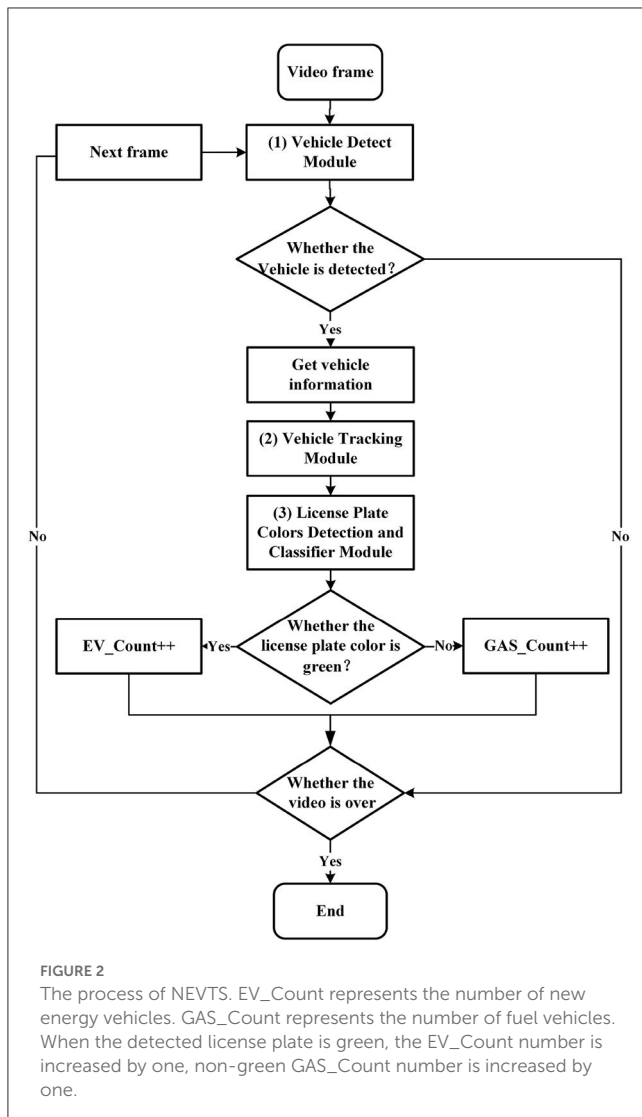 Video frame
Next frame
(1) Vehicle Detect
Module
Whether the
Vehicle is detected?
Yes
Get vehicle
information
(2) Vehicle Tracking
Module
(3) License Plate
Colors Detection and
Classifier Module
No
No
Whether the
license plate color is
green?
EV_Count++
Yes
No
GAS_Count++
Whether the
video is over
Yes
End
FIGURE 2
The process of NEVTS. EV_Count represents the number of new
energy vehicles. GAS_Count represents the number of fuel vehicles.
When the detected license plate is green, the EV_Count number is
increased by one, non-green GAS_Count number is increased by
one.